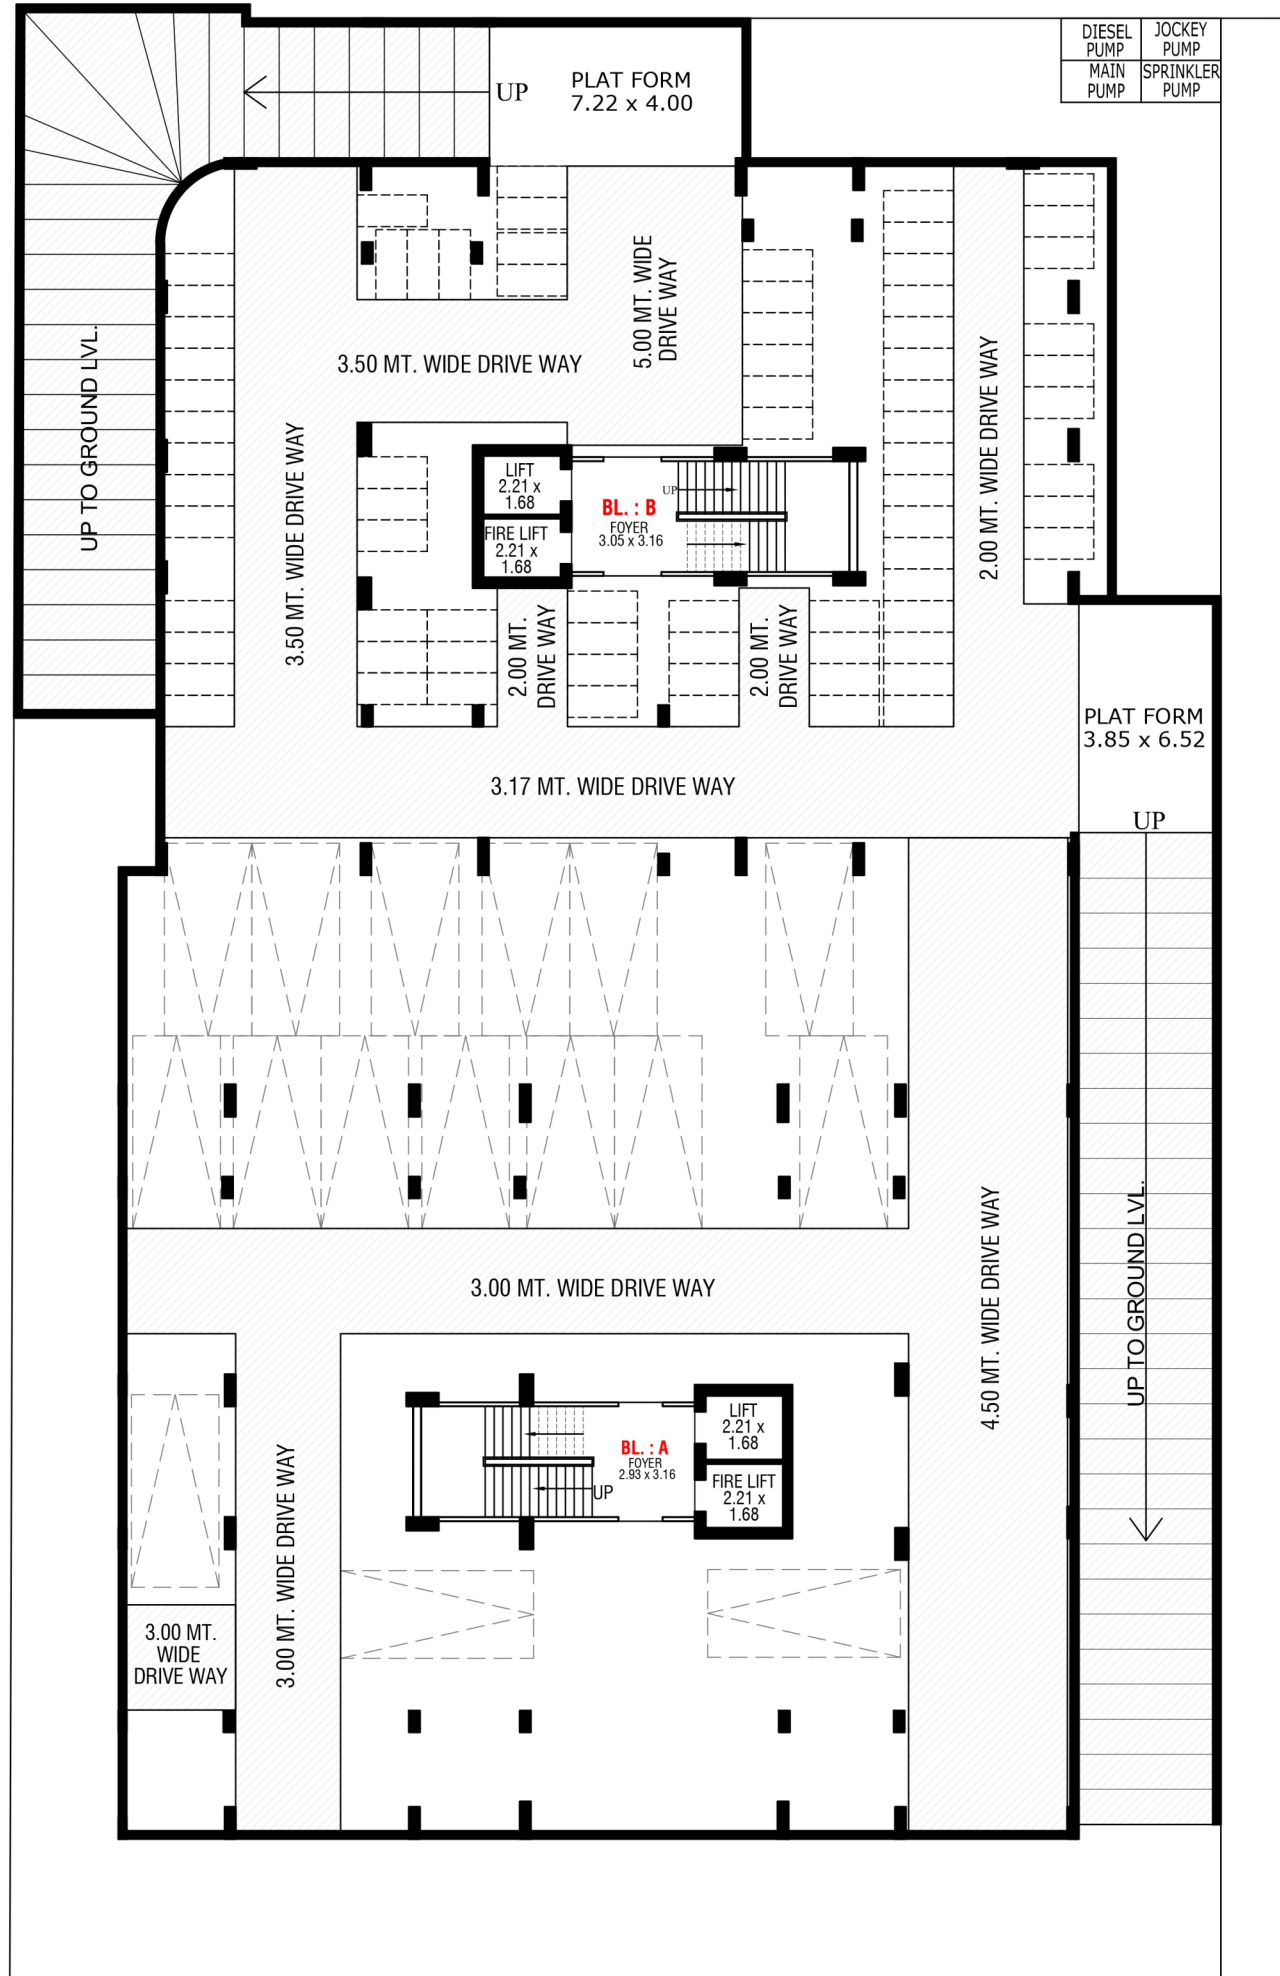 DIESEL
PUMP
JOCKEY
PUMP
MAIN
PUMP
SPRINKLER
PUMP
PLAT FORM
7.22 x 4.00
UP
5.00 MT. WIDE
DRIVE WAY
3.50 MT. WIDE DRIVE WAY
UP TO GROUND LVL.
3.50 MT. WIDE DRIVE WAY
2.00 MT. WIDE DRIVE WAY
LIFT
2.21 x
1.68
FIRE LIFT
2.21 x
1.68
BL. : B
FOYER
3.05 x 3.16
UP
2.00 MT.
DRIVE WAY
2.00 MT.
DRIVE WAY
PLAT FORM
3.85 x 6.52
3.17 MT. WIDE DRIVE WAY
UP
UP TO GROUND LVL.
4.50 MT. WIDE DRIVE WAY
3.00 MT. WIDE DRIVE WAY
LIFT
2.21 x
1.68
BL. : A
FOYER
2.93 x 3.16
UP
FIRE LIFT
2.21 x
1.68
3.00 MT. WIDE DRIVE WAY
3.00 MT.
WIDE
DRIVE WAY